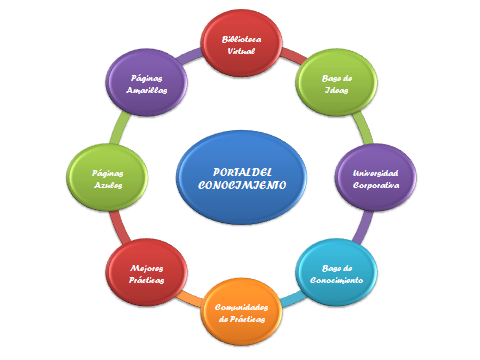 Biblioteca
Virtual
Base de
Ideas
Universidad
Corporativa
Base de
Conocimiento
Comunidades
de Prácticas
Mejores
Prácticas
Páginas
Azules
Páginas
Amarillas
PORTAL DEL
CONOCIMIENTO